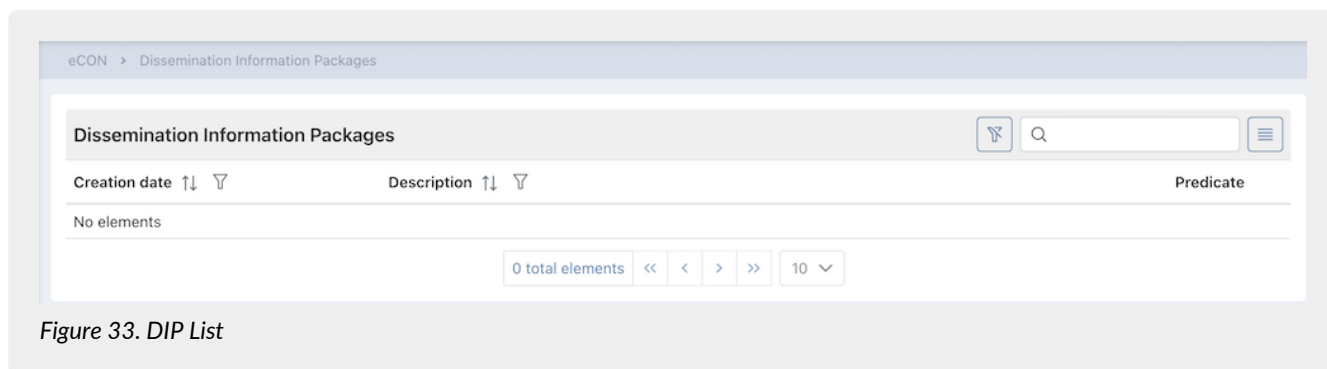 eCON > Dissemination Information Packages
Dissemination Information Packages
Creation date Description Predicate
No elements
0 total elements << < > >> 10
Figure 33. DIP List